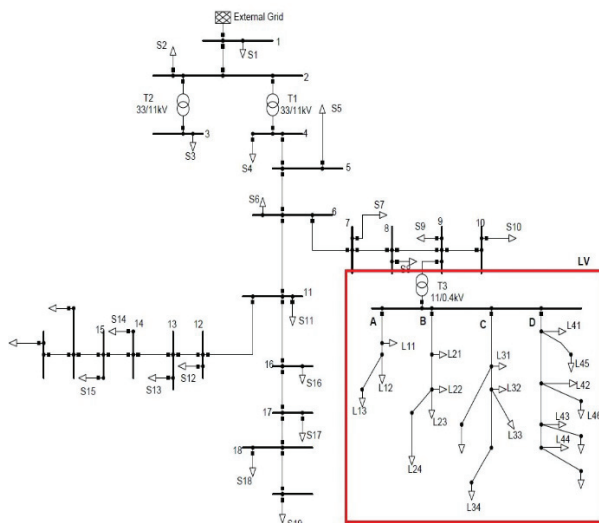 External Grid
S2
S1
1
2
T2
33/11kV
T1
33/11kV
S5
3
4
S3
S4
5
S6
6
S7
7
8
S9
9
10
S10
LV
T3
11/0.4kV
11
S11
A
B
C
D
S14
15
14
13
12
S12
S13
S15
16
S16
17
S17
18
S18
L11
L12
L13
L21
L22
L23
L24
L31
L32
L33
L34
L41
L45
L42
L46
L43
L44